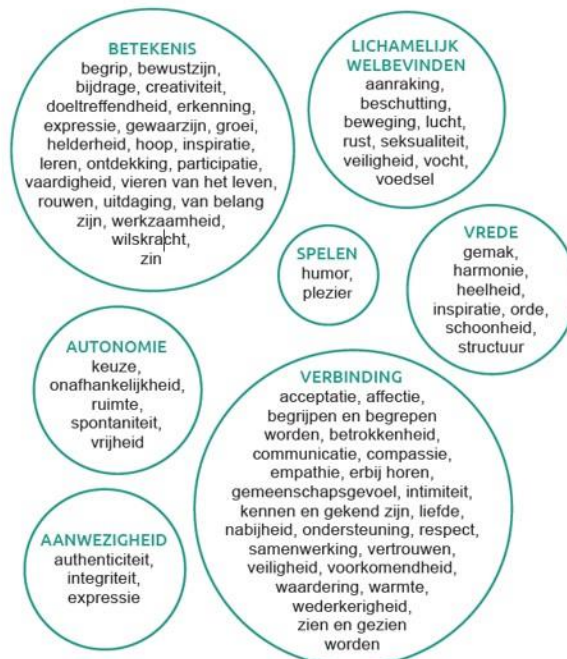 BETEKENIS
begrip, bewustzijn,
bijdrage, creativiteit,
doeltreffendheid, erkenning,
expressie, gewaarzijn, groei,
helderheid, hoop, inspiratie,
leren, ontdekking, participatie,
vaardigheid, vieren van het leven,
rouwen, uitdaging, van belang
zijn, werkzaamheid,
wilskracht,
zin
LICHAMELIJK
WELBEVINDEN
aanraking,
beschutting,
beweging, lucht,
rust, seksualiteit,
veiligheid, vocht,
voedsel
SPELEN
humor,
plezier
VREDE
gemak,
harmonie,
heelheid,
inspiratie, orde,
schoonheid,
structuur
AUTONOMIE
keuze,
onafhankelijkheid,
ruimte,
spontaniteit,
vrijheid
VERBINDING
acceptatie, affectie,
begrijpen en begrepen
worden, betrokkenheid,
communicatie, compassie,
empathie, erbij horen,
gemeenschapsgevoel, intimiteit,
kennen en gekend zijn, liefde,
nabijheid, ondersteuning, respect,
samenwerking, vertrouwen,
veiligheid, voorkomendheid,
waardering, warmte,
wederkerigheid,
zien en gezien
worden
AANWEZIGHEID
authenticiteit,
integriteit,
expressie